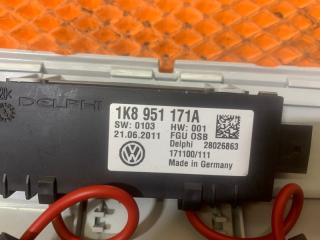 DELPHI
1K8 951 171A
SW: 0103 HW: 001
21.06.2011 FGU OSB
Delphi 28026863
171100/111
Made in Germany